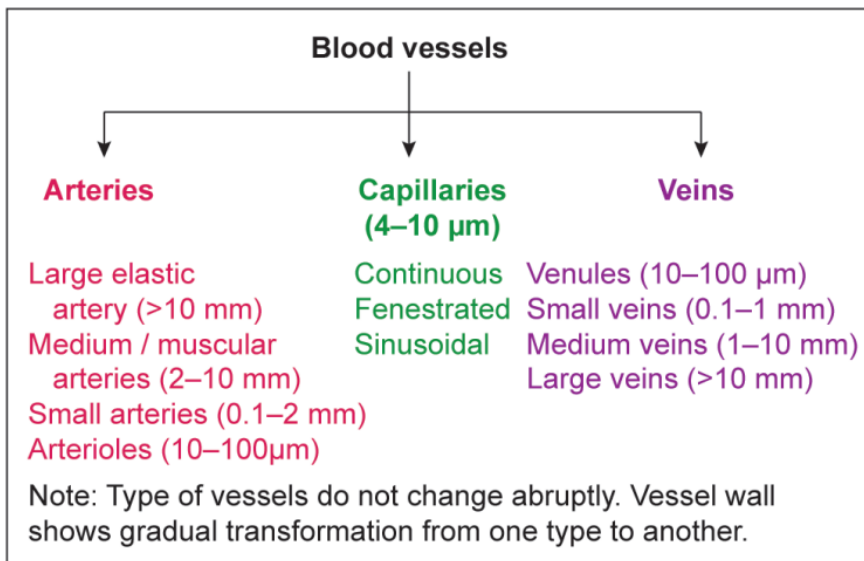 Blood vessels
Arteries
Large elastic
artery (>10 mm)
Medium / muscular
arteries (2–10 mm)
Small arteries (0.1–2 mm)
Arterioles (10–100µm)
Capillaries
(4–10 µm)
Continuous
Fenestrated
Sinusoidal
Veins
Venules (10–100 µm)
Small veins (0.1–1 mm)
Medium veins (1–10 mm)
Large veins (>10 mm)
Note: Type of vessels do not change abruptly. Vessel wall
shows gradual transformation from one type to another.